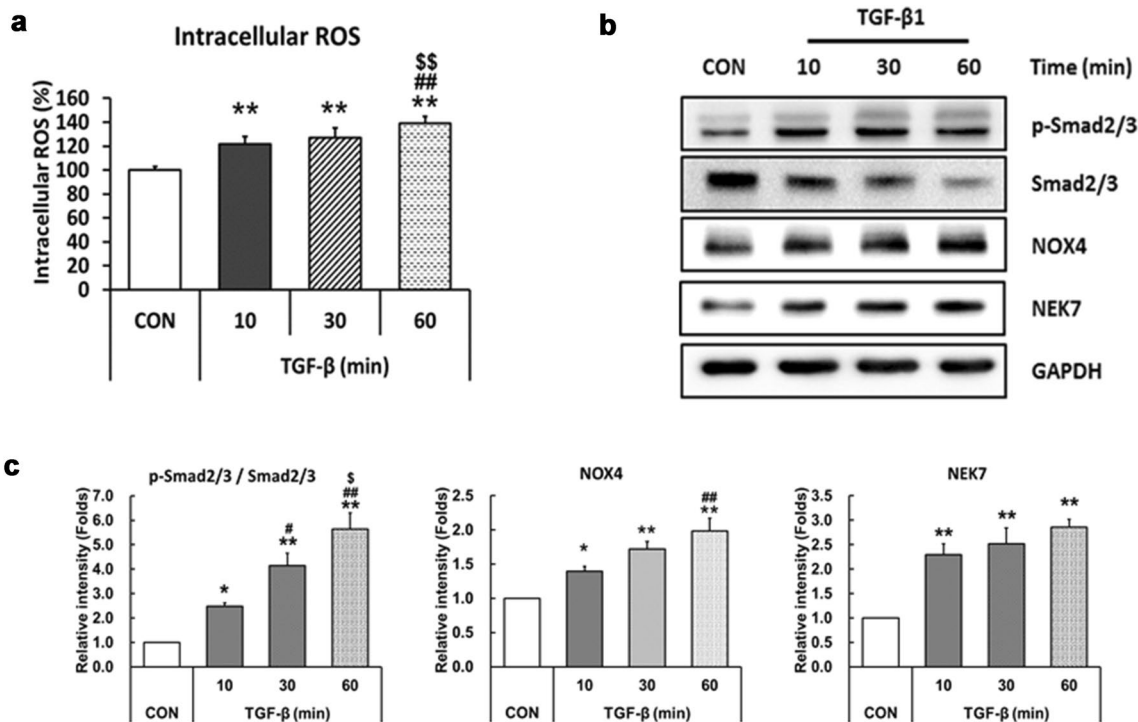 a
Intracellular ROS
Intracellular ROS (%)
160
140
120
100
80
60
40
20
0
**
**
$$
##
**
CON
10
30
60
TGF-β (min)
b
TGF-β1
CON 10 30 60 Time (min)
p-Smad2/3
Smad2/3
NOX4
NEK7
GAPDH
c
p-Smad2/3 / Smad2/3
Relative intensity (Folds)
7.0
6.0
5.0
4.0
3.0
2.0
1.0
0.0
*
#
**
$
##
**
10 30 60
CON TGF-β (min)
NOX4
Relative intensity (Folds)
2.5
2.0
1.5
1.0
0.5
0.0
*
**
##
**
10 30 60
CON TGF-β (min)
NEK7
Relative intensity (Folds)
3.5
3.0
2.5
2.0
1.5
1.0
0.5
0.0
**
**
**
10 30 60
CON TGF-β (min)